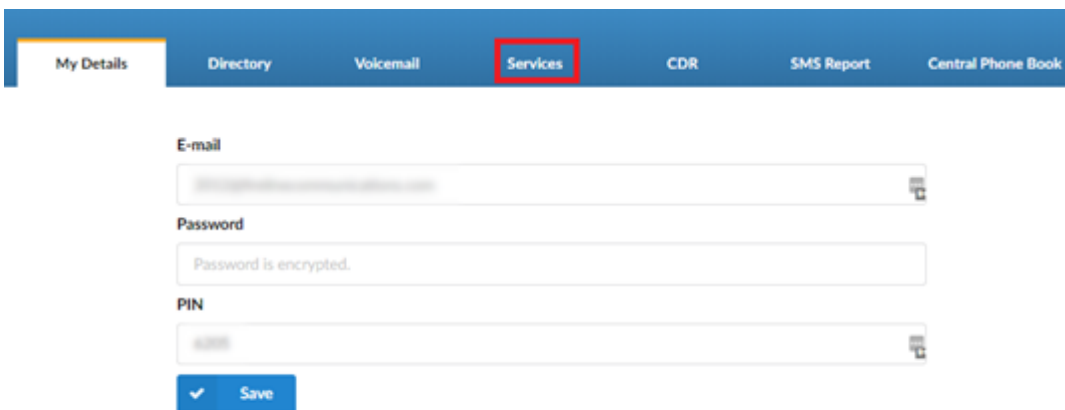 My Details Directory Voicemail Services CDR SMS Report Central Phone Book
E-mail
Password
Password is encrypted.
PIN
Save